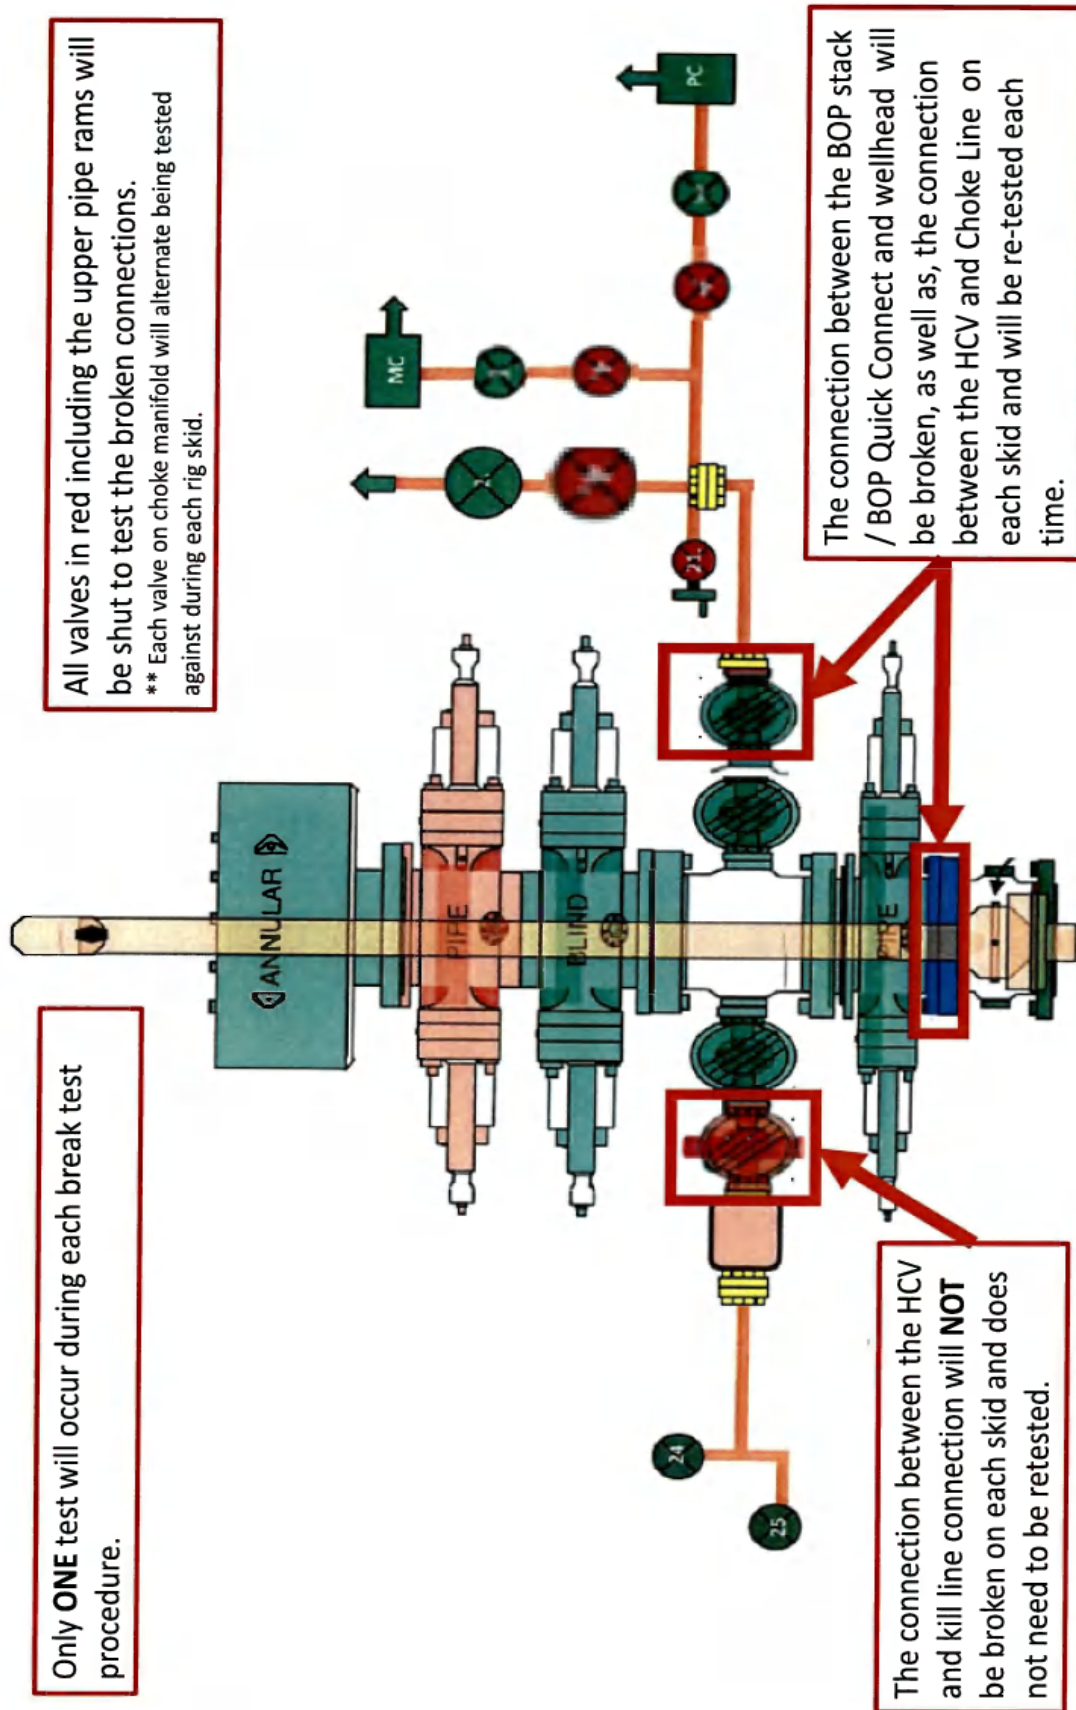 Only ONE test will occur during each break test
procedure.
All valves in red including the upper pipe rams will
be shut to test the broken connections.
** Each valve on choke manifold will alternate being tested
against during each rig skid.
ANNULAR
PIPE
BLIND
PIPE
MC
PC
21.
24
25
The connection between the HCV
and kill line connection will NOT
be broken on each skid and does
not need to be retested.
The connection between the BOP stack
/ BOP Quick Connect and wellhead will
be broken, as well as, the connection
between the HCV and Choke Line on
each skid and will be re-tested each
time.